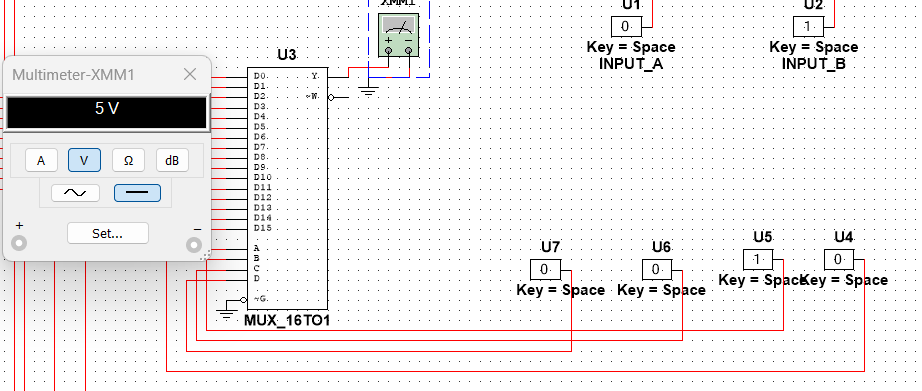 XMM1
U1
0
Key = Space
INPUT_A
U2
1
Key = Space
INPUT_B
Multimeter-XMM1
5 V
A
V
Ω
dB
Set...
+
−
+
−
U3
D0
D1
D2
D3
D4
D5
D6
D7
D8
D9
D10
D11
D12
D13
D14
D15
A
B
C
D
~G
Y
~W
MUX_16TO1
U7
0
Key = Space
U6
0
Key = Space
U5
1
Key = Space
U4
0
Key = Space